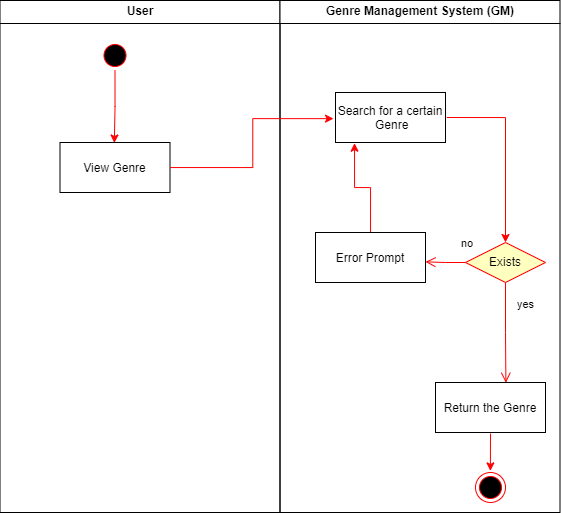 User
Genre Management System (GM)
Search for a certain
Genre
View Genre
no
Error Prompt
Exists
yes
Return the Genre